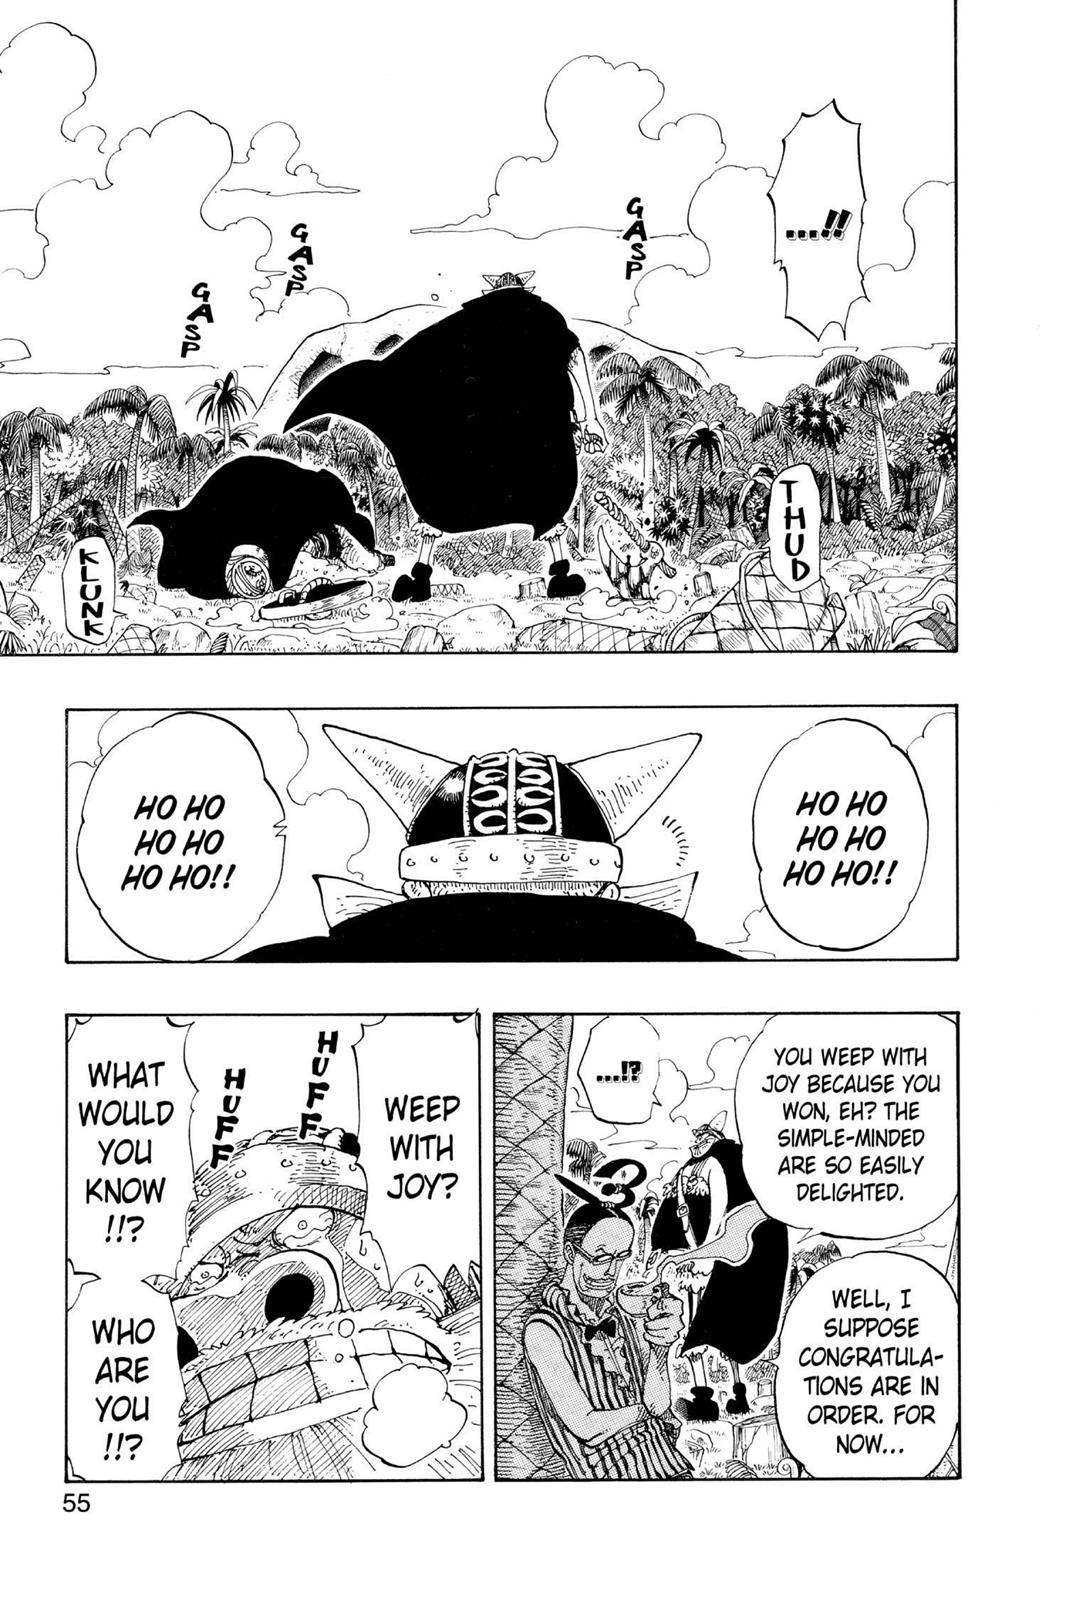 ....!!
GASP
GASP
GASP
THUD
KLUNK
HO HO
HO HO
HO HO!!
HO HO
HO HO
HO HO!!
YOU WEEP WITH
JOY BECAUSE YOU
WON, EH? THE
SIMPLE-MINDED
ARE SO EASILY
DELIGHTED.
...!?
3
WELL, I
SUPPOSE
CONGRATULA-
TIONS ARE IN
ORDER. FOR
NOW...
WEEP
WITH
JOY?
HUFF
HUFF
WHAT
WOULD
YOU
KNOW
!!?
WHO
ARE
YOU
!!?
55